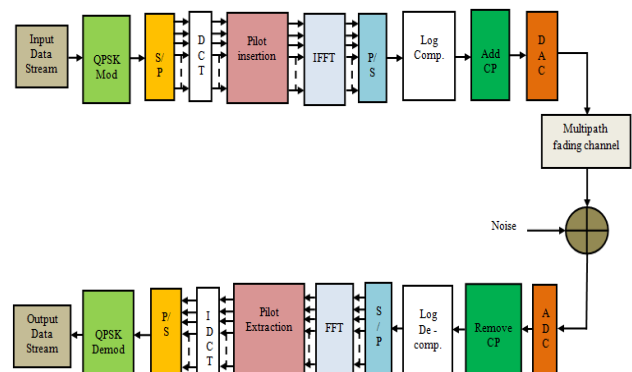 Input
Data
Stream
QPSK
Mod
S/
P
D
C
T
Pilot
insertion
IFFT
P/
S
Log
Comp.
Add
CP
D
A
C
Multipath
fading channel
Noise
Output
Data
Stream
QPSK
Demod
P/
S
I
D
C
T
Pilot
Extraction
FFT
S
/
P
Log
De -
comp.
Remove
CP
A
D
C